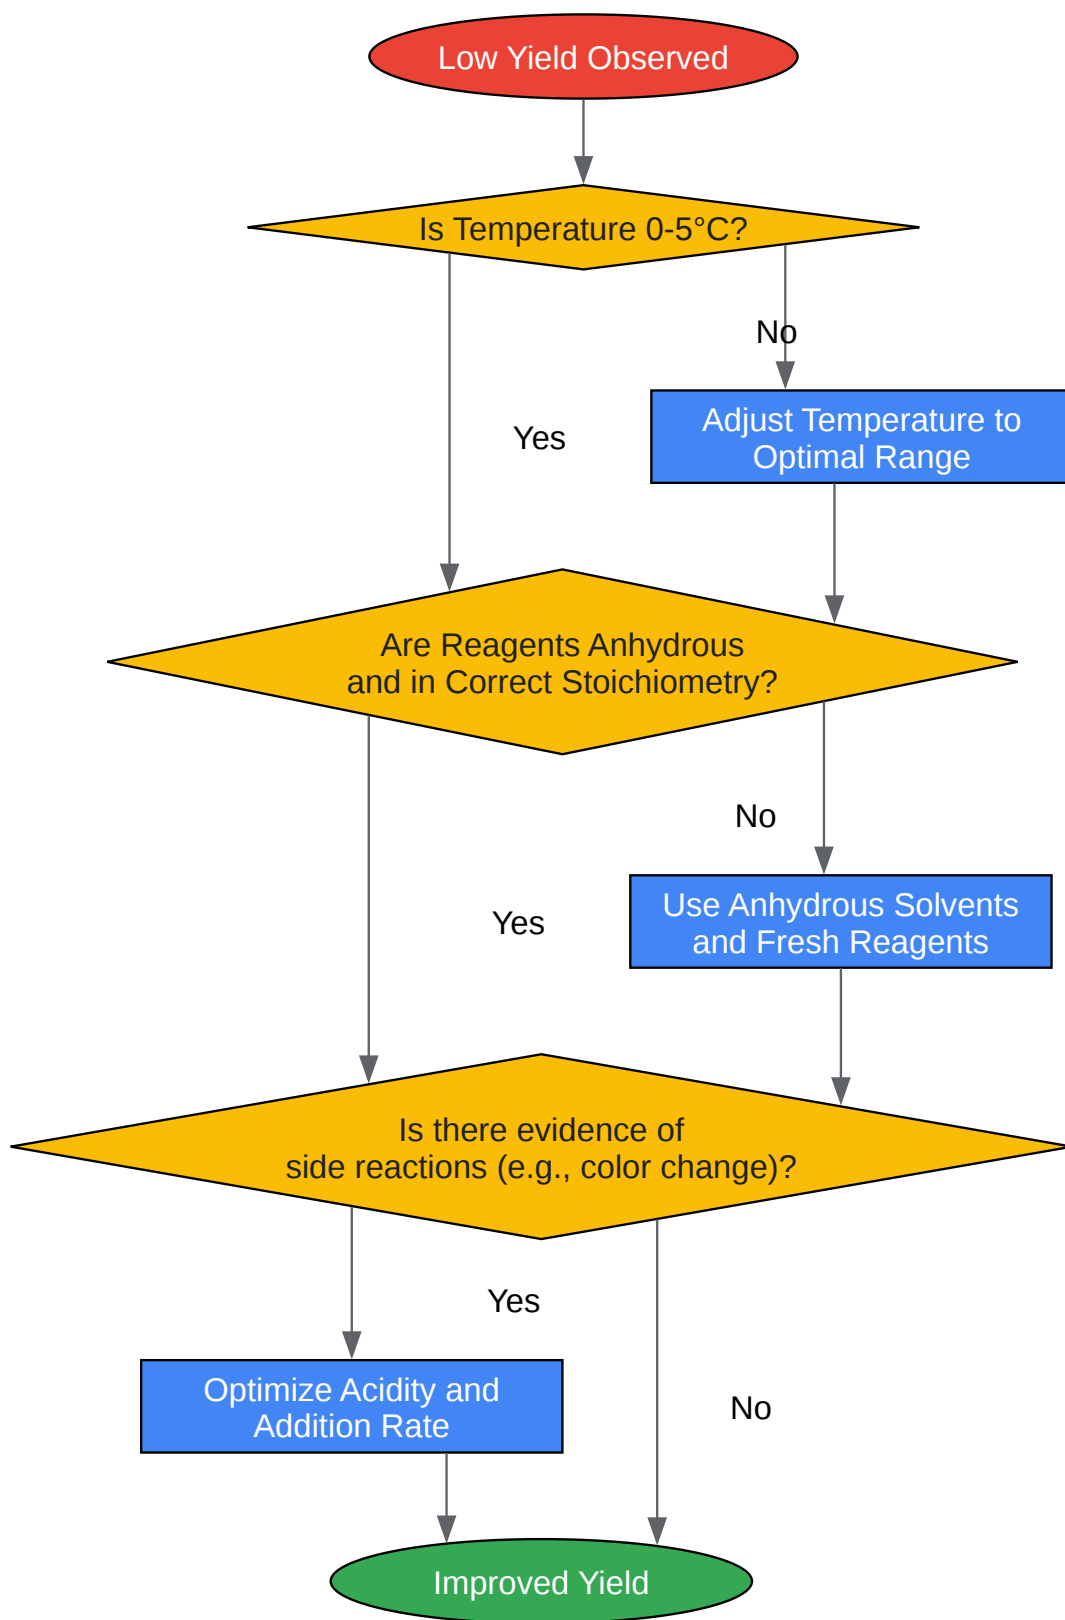 Low Yield Observed
Is Temperature 0-5°C?
No
Adjust Temperature to
Optimal Range
Yes
Are Reagents Anhydrous
and in Correct Stoichiometry?
No
Use Anhydrous Solvents
and Fresh Reagents
Yes
Is there evidence of
side reactions (e.g., color change)?
Yes
Optimize Acidity and
Addition Rate
No
Improved Yield